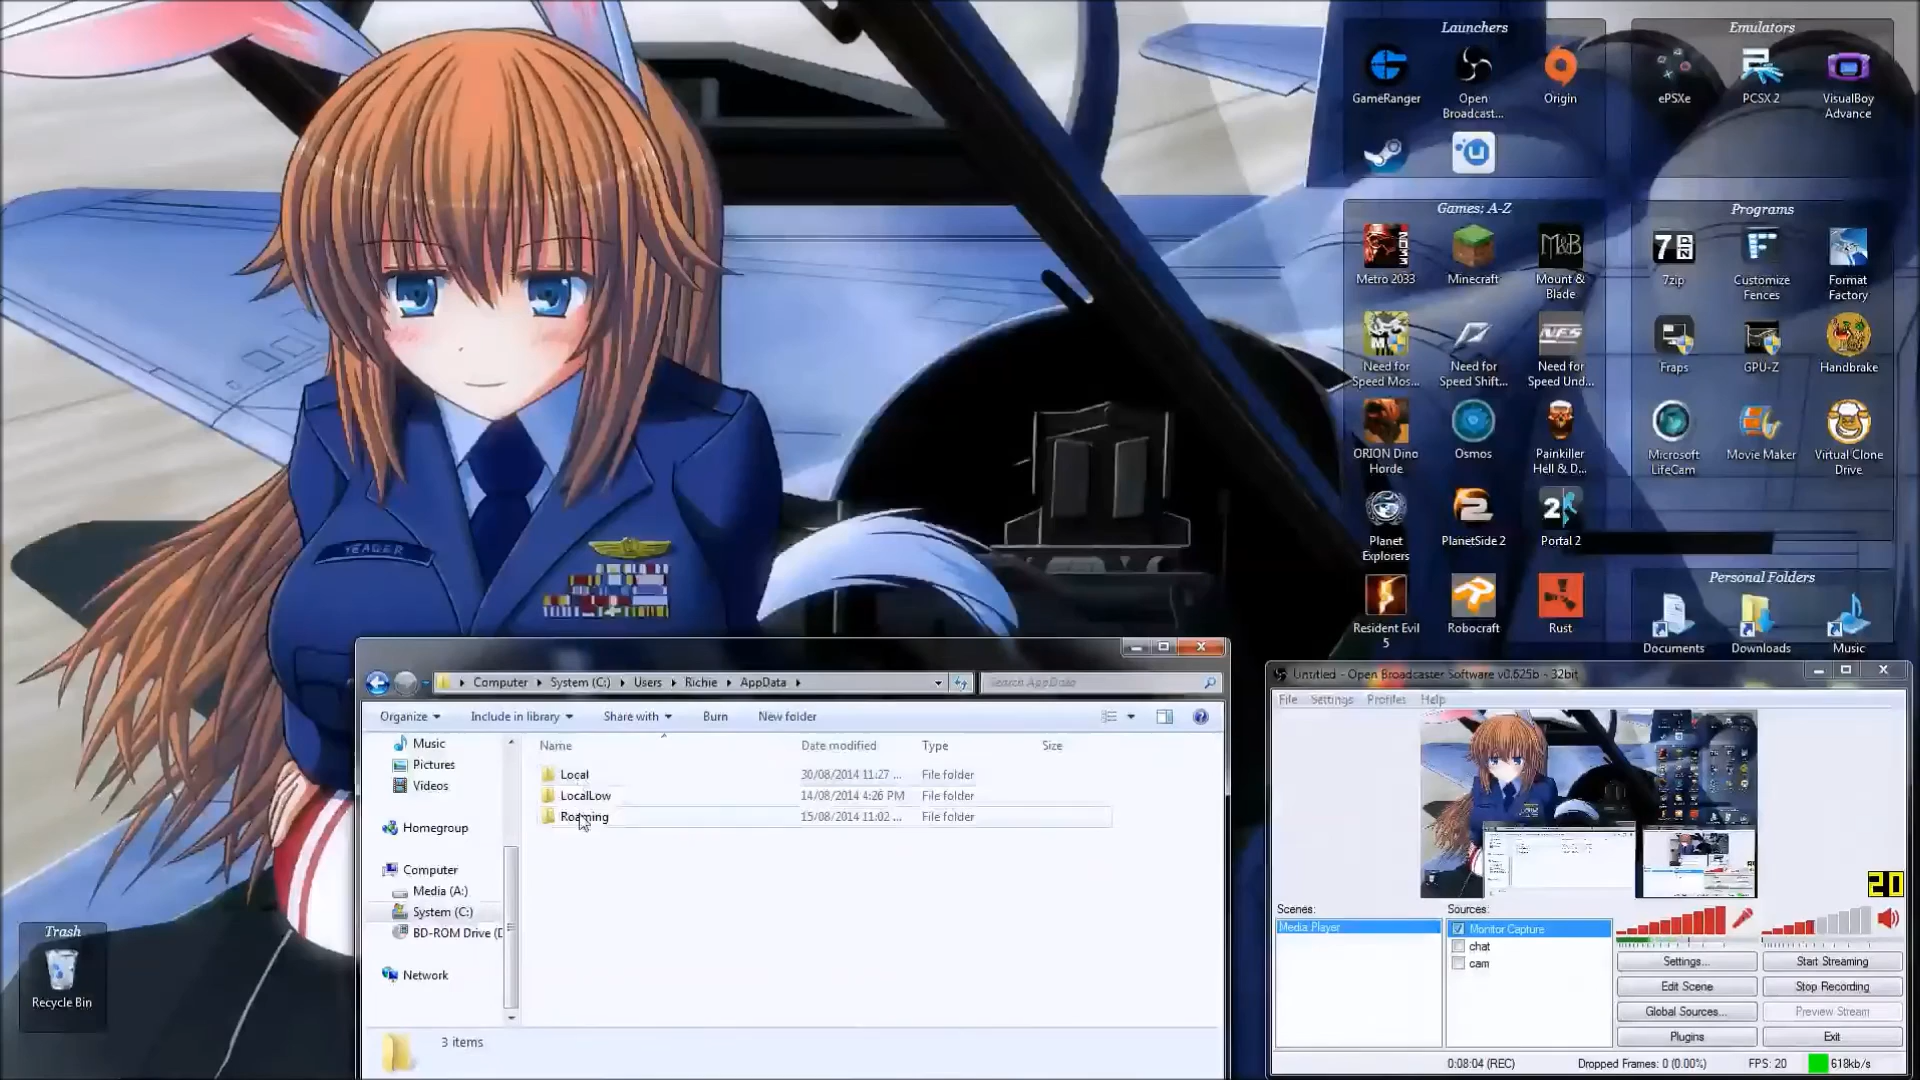 Launchers
Emulators
GameRanger
Open
Broadcast...
Origin
ePSXe
PCSX 2
VisualBoy
Advance
Games; A-Z
Programs
M&B
7 ZIP
Metro 2033
Minecraft
Mount &
Blade
7zip
Customize
Fences
Format
Factory
NFS
Need for
Speed Mos...
Need for
Speed Shift...
Need for
Speed Und...
Fraps
GPU-Z
Handbrake
ORION Dino
Horde
Osmos
Painkiller
Hell & D...
Microsoft
LifeCam
Movie Maker
Virtual Clone
Drive
Planet
Explorers
PlanetSide 2
Portal 2
YEAGER
Personal Folders
Resident Evil
5
Robocraft
Rust
Documents
Downloads
Music
Computer
System (C:)
Users
Richie
AppData
Search AppData
Organize
Include in library
Share with
Burn
New folder
Name
Date modified
Type
Size
Music
Pictures
Videos
Homegroup
Computer
Media (A:)
System (C:)
BD-ROM Drive (D
Network
Local
30/08/2014 11:27 ...
File folder
LocalLow
14/08/2014 4:26 PM
File folder
Roaming
15/08/2014 11:02 ...
File folder
3 items
Trash
Recycle Bin
Untitled - Open Broadcaster Software v0.625b - 32bit
File
Settings
Profiles
Help
20
Scenes:
Media Player
Sources:
Monitor Capture
chat
cam
Settings...
Start Streaming
Edit Scene
Stop Recording
Global Sources...
Preview Stream
Plugins
Exit
0:08:04 (REC)
Dropped Frames: 0 (0.00%)
FPS: 20
618kb/s